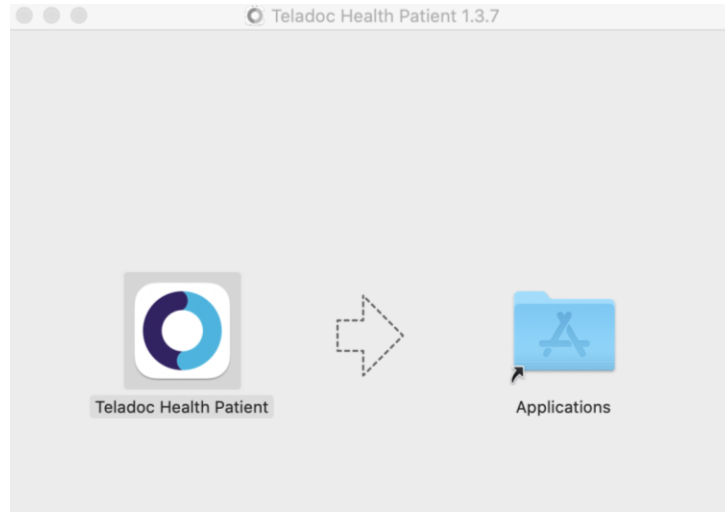 Teladoc Health Patient 1.3.7
Teladoc Health Patient
Applications